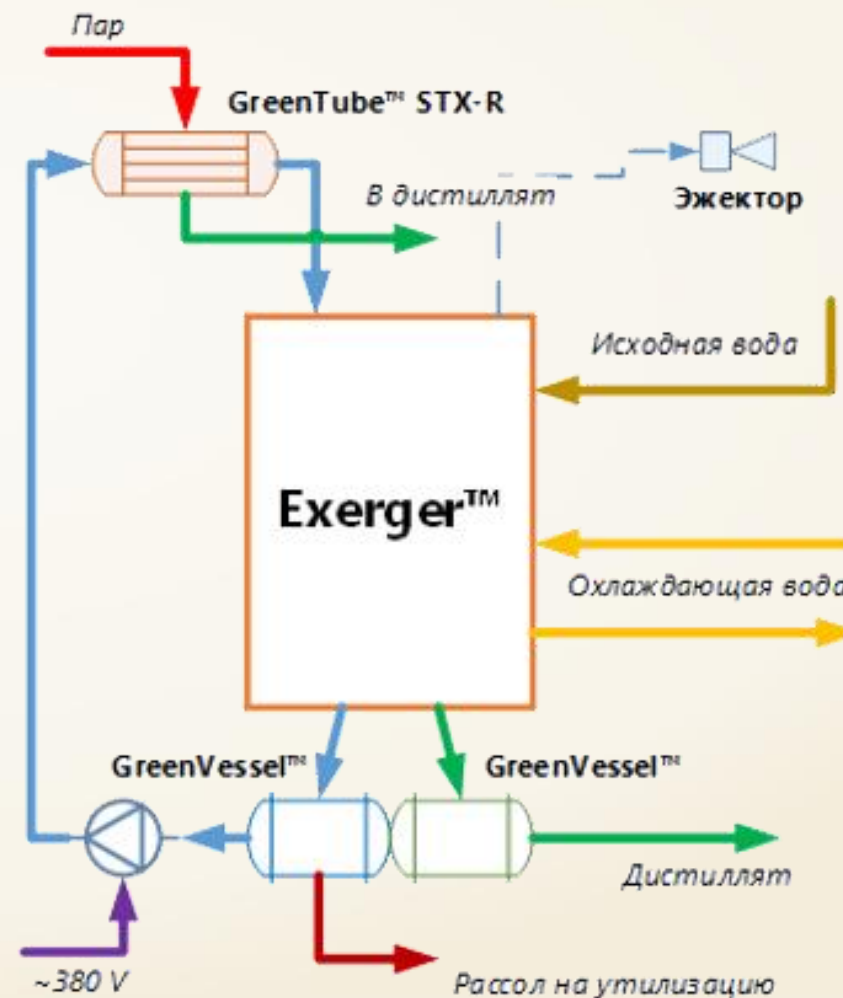 Пар
GreenTube™ STX-R
В дистиллят
Эжектор
Исходная вода
Exerger™
Охлаждающая вода
GreenVessel™
GreenVessel™
Дистиллят
~380 V
Рассол на утилизацию